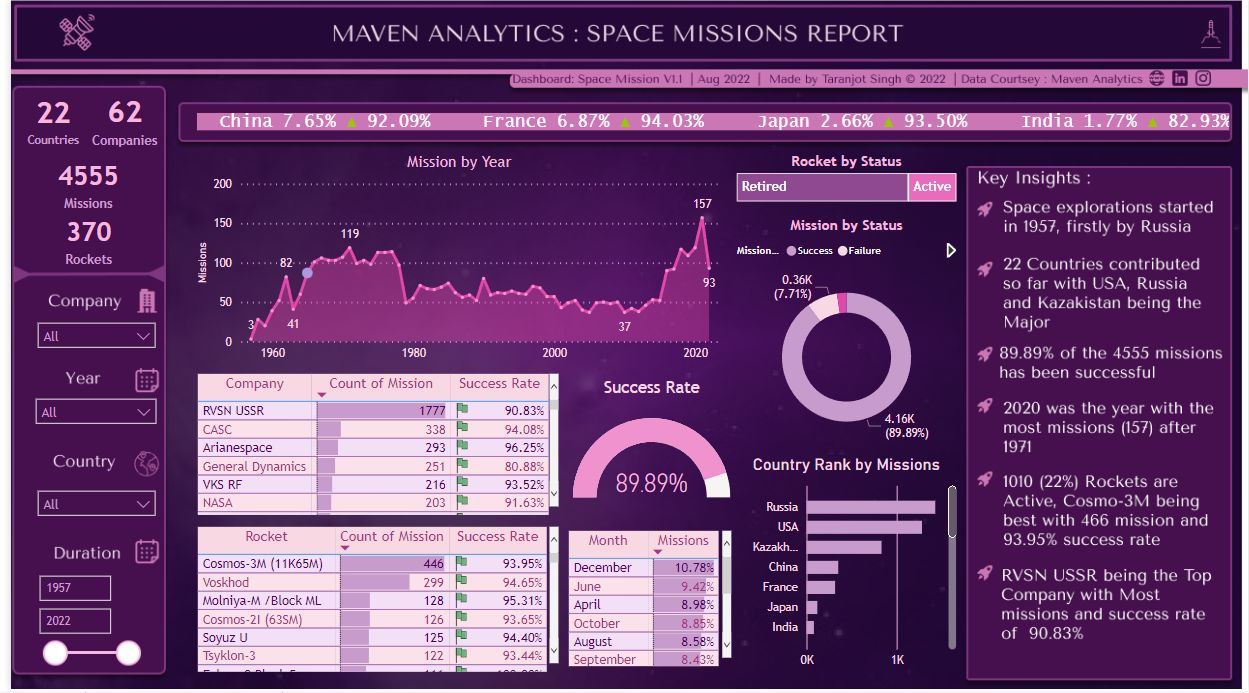 MAVEN ANALYTICS : SPACE MISSIONS REPORT
Dashboard: Space Mission V1.1 | Aug 2022 | Made by Taranjot Singh © 2022 | Data Courtsey : Maven Analytics
22 62
Countries Companies
4555
Missions
370
Rockets
Company
All
Year
All
Country
All
Duration
1957
2022
China 7.65% ▲ 92.09% France 6.87% ▲ 94.03% Japan 2.66% ▲ 93.50% India 1.77% ▲ 82.93%
Mission by Year
Missions
200
150
100
50
0
3
82
41
119
37
157
93
1960 1980 2000 2020
Rocket by Status
Retired Active
Mission by Status
Mission... Success Failure
0.36K
(7.71%)
4.16K
(89.89%)
Company Count of Mission Success Rate
RVSN USSR 1777 90.83%
CASC 338 94.08%
Arianespace 293 96.25%
General Dynamics 251 80.88%
VKS RF 216 93.52%
NASA 203 91.63%
Rocket Count of Mission Success Rate
Cosmos-3M (11K65M) 446 93.95%
Voskhod 299 94.65%
Molniya-M /Block ML 128 95.31%
Cosmos-2I (63SM) 126 93.65%
Soyuz U 125 94.40%
Tsyklon-3 122 93.44%
Success Rate
89.89%
Month Missions
December 10.78%
June 9.42%
April 8.98%
October 8.85%
August 8.58%
September 8.43%
Country Rank by Missions
Russia
USA
Kazakh...
China
France
Japan
India
0K 1K
Key Insights :
Space explorations started
in 1957, firstly by Russia
22 Countries contributed
so far with USA, Russia
and Kazakistan being the
Major
89.89% of the 4555 missions
has been successful
2020 was the year with the
most missions (157) after
1971
1010 (22%) Rockets are
Active, Cosmo-3M being
best with 466 mission and
93.95% success rate
RVSN USSR being the Top
Company with Most
missions and success rate
of 90.83%